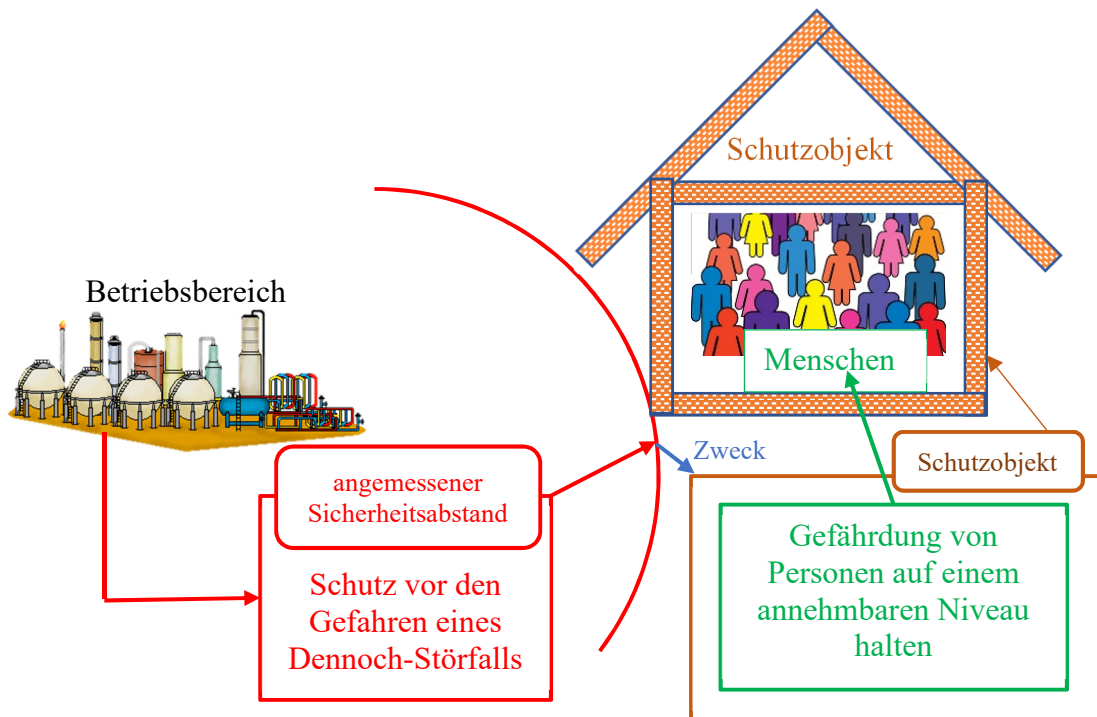 Schutzobjekt
Betriebsbereich
Menschen
Zweck
Schutzobjekt
angemessener
Sicherheitsabstand
Schutz vor den
Gefahren eines
Dennoch-Störfalls
Gefährdung von
Personen auf einem
annehmbaren Niveau
halten